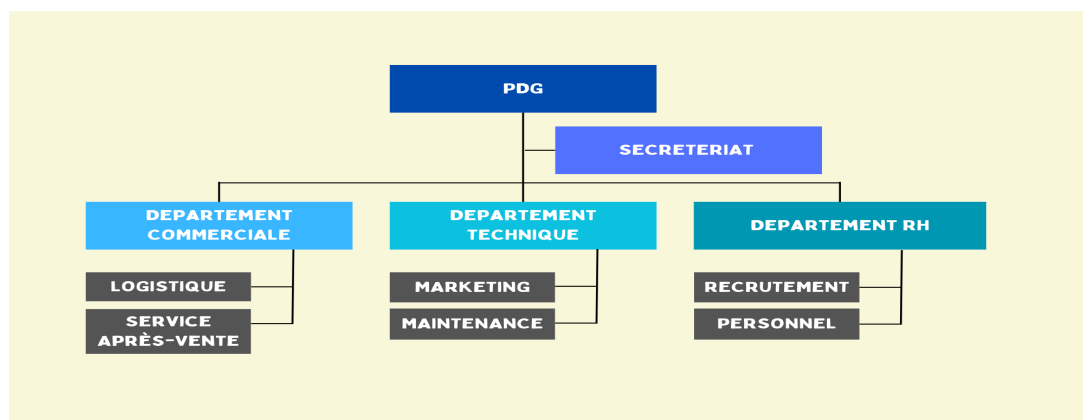 PDG
SECRETERIAT
DEPARTEMENT
COMMERCIALE
DEPARTEMENT
TECHNIQUE
DEPARTEMENT RH
LOGISTIQUE
SERVICE
APRÈS-VENTE
MARKETING
MAINTENANCE
RECRUTEMENT
PERSONNEL